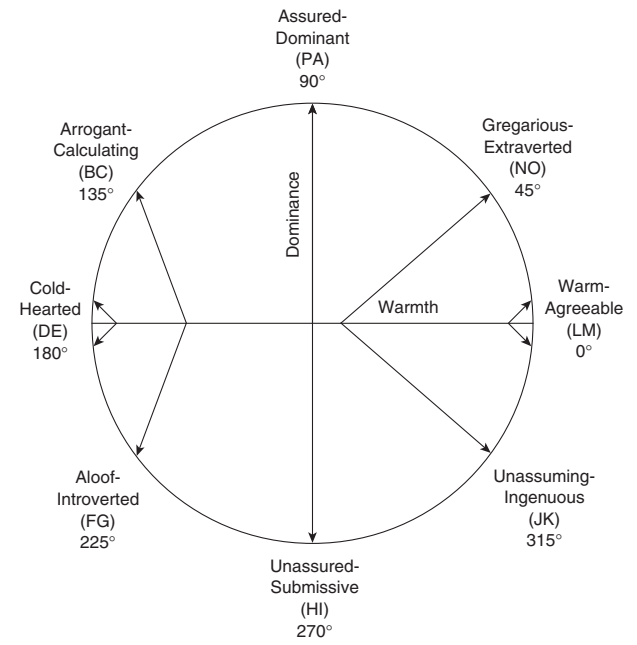 Assured-
Dominant
(PA)
90°
Arrogant-
Calculating
(BC)
135°
Gregarious-
Extraverted
(NO)
45°
Dominance
Cold-
Hearted
(DE)
180°
Warmth
Warm-
Agreeable
(LM)
0°
Aloof-
Introverted
(FG)
225°
Unassuming-
Ingenuous
(JK)
315°
Unassured-
Submissive
(HI)
270°